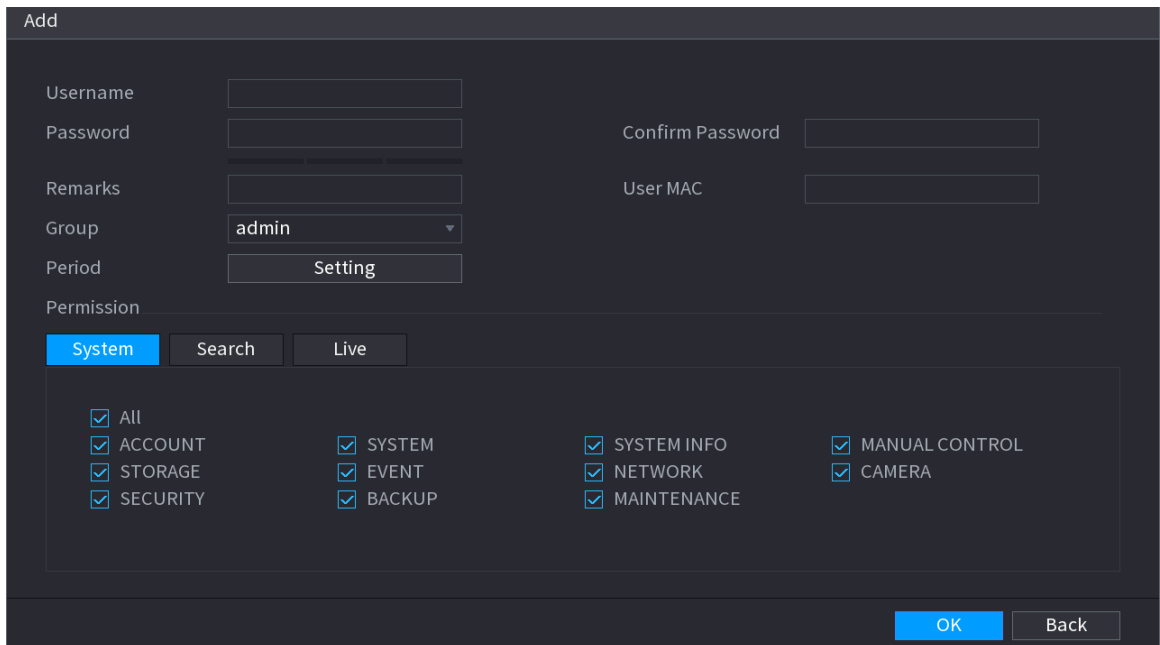 Add
Username
Password Confirm Password
Remarks User MAC
Group admin
Period Setting
Permission
System Search Live
All
ACCOUNT SYSTEM SYSTEM INFO MANUAL CONTROL
STORAGE EVENT NETWORK CAMERA
SECURITY BACKUP MAINTENANCE
OK Back